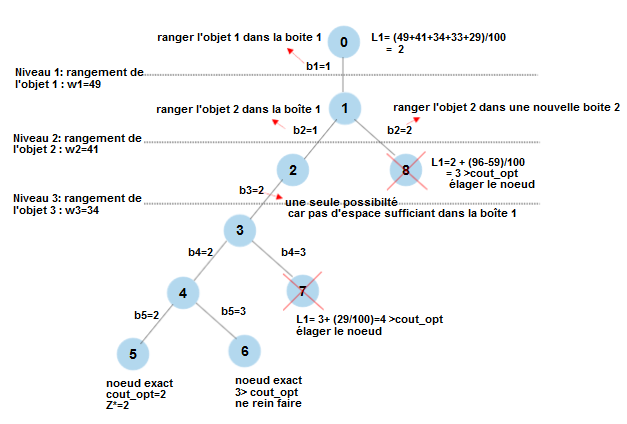 ranger l'objet 1 dans la boite 1
0
L1= (49+41+34+33+29)/100
= 2
b1=1
Niveau 1: rangement de
l'objet 1 : w1=49
ranger l'objet 2 dans la boîte 1
1
ranger l'objet 2 dans une nouvelle boite 2
b2=1
b2=2
Niveau 2: rangement de
l'objet 2 : w2=41
2
8
L1=2 + (96-59)/100
= 3 >cout_opt
élager le noeud
b3=2
Niveau 3: rangement de
l'objet 3 : w3=34
une seule possibilté
car pas d'espace sufficiant dans la boîte 1
3
b4=2
b4=3
4
7
L1= 3+ (29/100)=4 >cout_opt
élager le noeud
b5=2
b5=3
5
6
noeud exact
cout_opt=2
Z*=2
noeud exact
3> cout_opt
ne rein faire